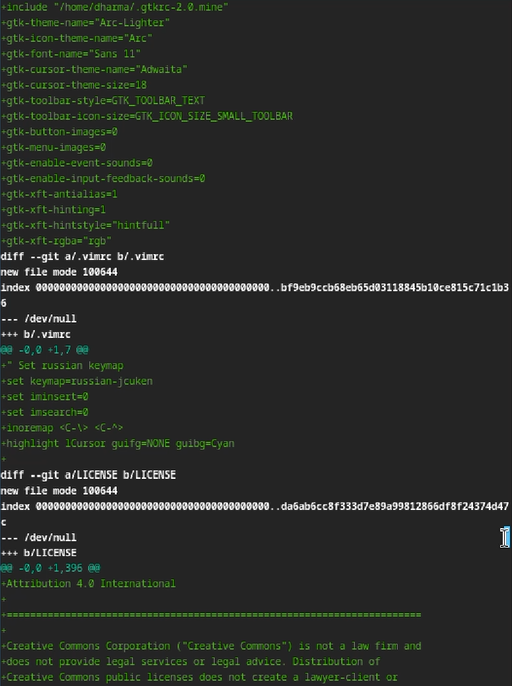 +include "/home/dharma/.gtkrc-2.0.mine"
+gtk-theme-name="Arc-Lighter"
+gtk-icon-theme-name="Arc"
+gtk-font-name="Sans 11"
+gtk-cursor-theme-name="Adwaita"
+gtk-cursor-theme-size=18
+gtk-toolbar-style=GTK_TOOLBAR_TEXT
+gtk-toolbar-icon-size=GTK_ICON_SIZE_SMALL_TOOLBAR
+gtk-button-images=0
+gtk-menu-images=0
+gtk-enable-event-sounds=0
+gtk-enable-input-feedback-sounds=0
+gtk-xft-antialias=1
+gtk-xft-hinting=1
+gtk-xft-hintstyle="hintfull"
+gtk-xft-rgba="rgb"
diff --git a/.vimrc b/.vimrc
new file mode 100644
index 0000000000000000000000000000000000000000..bf9eb9ccb68eb65d03118845b10ce815c71c1b3
6
--- /dev/null
+++ b/.vimrc
@@ -0,0 +1,7 @@
+" Set russian keymap
+set keymap=russian-jcuken
+set iminsert=0
+set imsearch=0
+inoremap <C-\> <C-^>
+highlight lCursor guifg=NONE guibg=Cyan
+
diff --git a/LICENSE b/LICENSE
new file mode 100644
index 0000000000000000000000000000000000000000..da6ab6cc8f333d7e89a99812866df8f24374d47
c
--- /dev/null
+++ b/LICENSE
@@ -0,0 +1,396 @@
+Attribution 4.0 International
+
+=======================================================================
+
+Creative Commons Corporation ("Creative Commons") is not a law firm and
+does not provide legal services or legal advice. Distribution of
+Creative Commons public licenses does not create a lawyer-client or